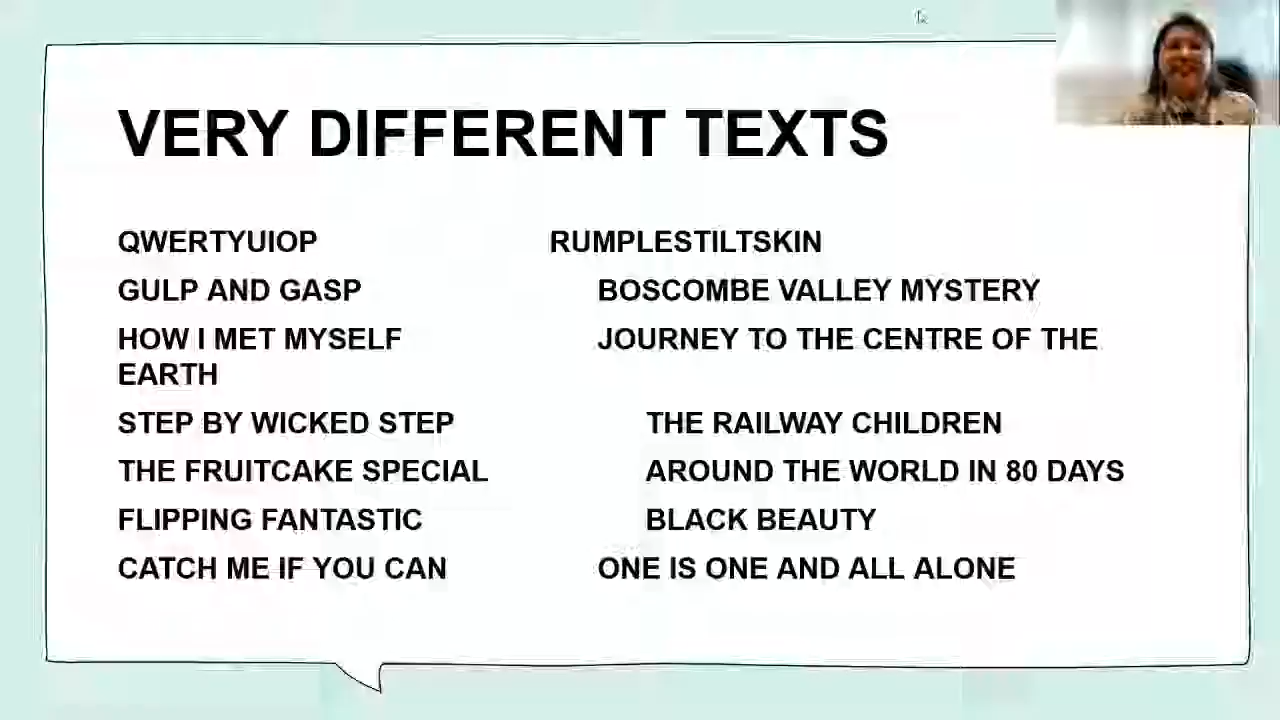 VERY DIFFERENT TEXTS
QWERTYUIOP RUMPLESTILTSKIN
GULP AND GASP BOSCOMBE VALLEY MYSTERY
HOW I MET MYSELF JOURNEY TO THE CENTRE OF THE
EARTH
STEP BY WICKED STEP THE RAILWAY CHILDREN
THE FRUITCAKE SPECIAL AROUND THE WORLD IN 80 DAYS
FLIPPING FANTASTIC BLACK BEAUTY
CATCH ME IF YOU CAN ONE IS ONE AND ALL ALONE